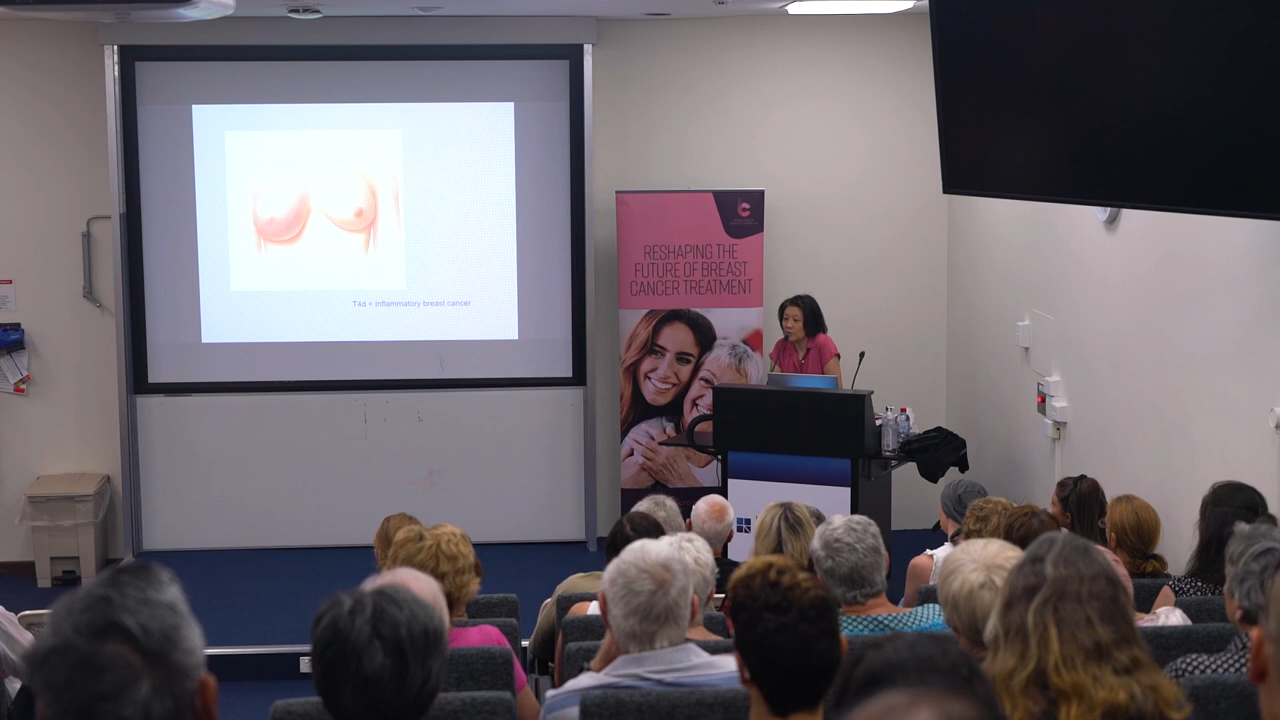 T4d = Inflammatory breast cancer
RESHAPING THE
FUTURE OF BREAST
CANCER TREATMENT